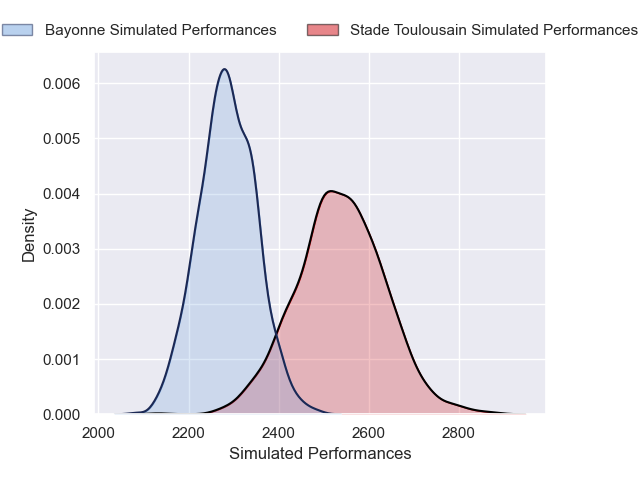 Bayonne Simulated Performances Stade Toulousain Simulated Performances
0.006
0.005
0.004
0.003
0.002
0.001
0.000
Density
2000 2200 2400 2600 2800
Simulated Performances